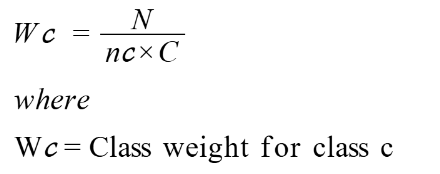 Wc = N / nc×C
where
Wc = Class weight for class c